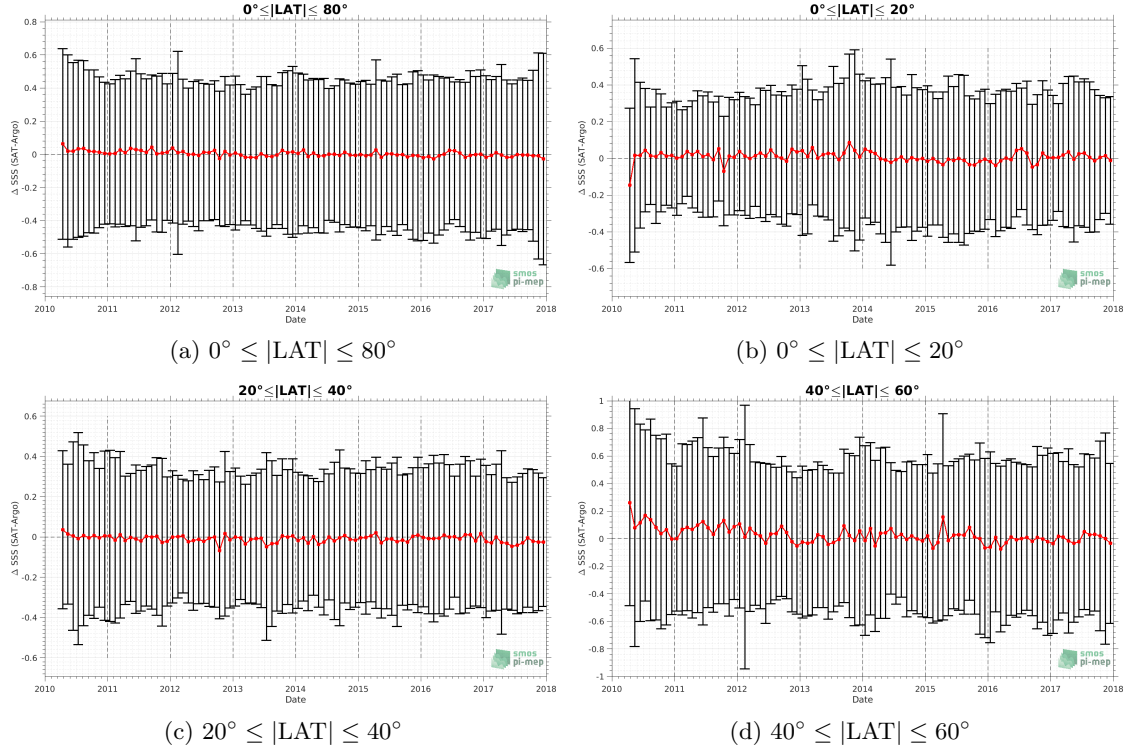 0°≤|LAT|≤ 80°
Δ SSS (SAT-Argo)
0.8
0.6
0.4
0.2
0
-0.2
-0.4
-0.6
-0.8
2010 2011 2012 2013 2014 2015 2016 2017 2018
Date
smos
pi-mep
(a) 0° ≤ |LAT| ≤ 80°
0°≤|LAT|≤ 20°
Δ SSS (SAT-Argo)
0.6
0.4
0.2
0
-0.2
-0.4
-0.6
2010 2011 2012 2013 2014 2015 2016 2017 2018
Date
smos
pi-mep
(b) 0° ≤ |LAT| ≤ 20°
20°≤|LAT|≤ 40°
Δ SSS (SAT-Argo)
0.6
0.4
0.2
0
-0.2
-0.4
-0.6
2010 2011 2012 2013 2014 2015 2016 2017 2018
Date
smos
pi-mep
(c) 20° ≤ |LAT| ≤ 40°
40°≤|LAT|≤ 60°
Δ SSS (SAT-Argo)
1
0.8
0.6
0.4
0.2
0
-0.2
-0.4
-0.6
-0.8
-1
2010 2011 2012 2013 2014 2015 2016 2017 2018
Date
smos
pi-mep
(d) 40° ≤ |LAT| ≤ 60°